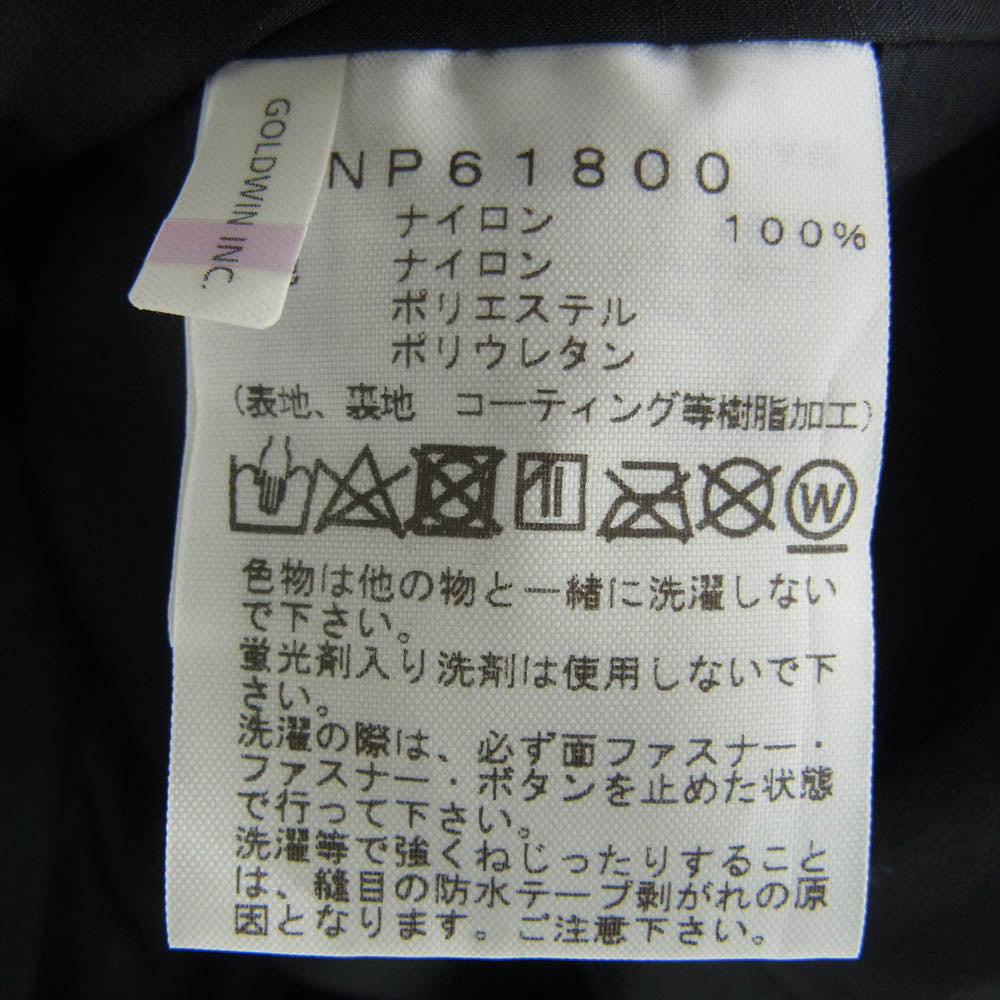 GOLDWIN INC.
NP61800
ナイロン 100%
ナイロン
ポリエステル
ポリウレタン
(表地、裏地 コーティング等樹脂加工)
W
色物は他の物と一緒に洗濯しない
で下さい。
蛍光剤入り洗剤は使用しないで下
さい。
洗濯の際は、必ず面ファスナー・
ファスナー・ボタンを止めた状態
で行って下さい。
洗濯等で強くねじったりすること
は、縫目の防水テープ剥がれの原
因となります。ご注意下さい。